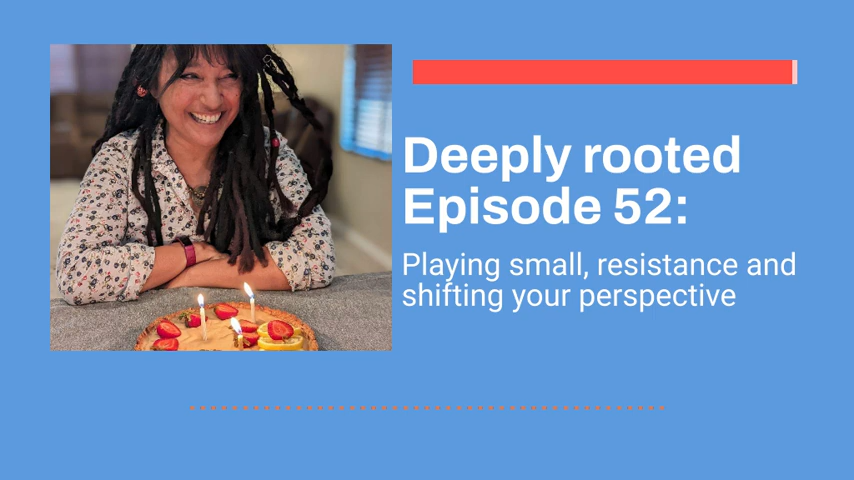 Deeply rooted
Episode 52:
Playing small, resistance and
shifting your perspective